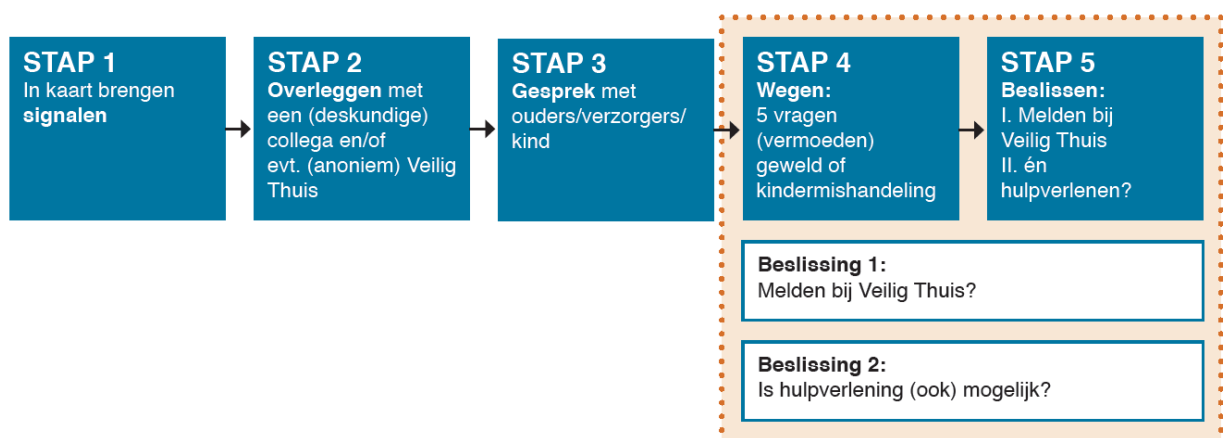 STAP 1
In kaart brengen
signalen
STAP 2
Overleggen met
een (deskundige)
collega en/of
evt. (anoniem) Veilig
Thuis
STAP 3
Gesprek met
ouders/verzorgers/
kind
STAP 4
Wegen:
5 vragen
(vermoeden)
geweld of
kindermishandeling
STAP 5
Beslissen:
I. Melden bij
Veilig Thuis
II. én
hulpverlenen?
Beslissing 1:
Melden bij Veilig Thuis?
Beslissing 2:
Is hulpverlening (ook) mogelijk?